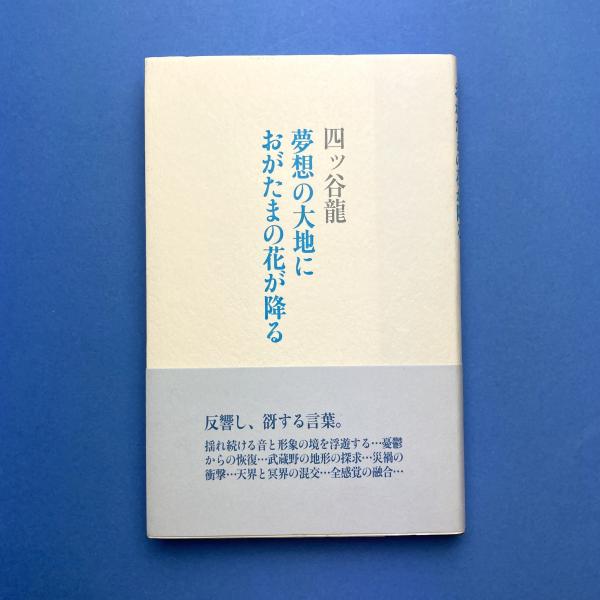 四ッ谷龍
夢想の大地に
おがたまの花が降る
反響し、谺する言葉。
揺れ続ける音と形象の境を浮遊する…憂鬱
からの恢復…武蔵野の地形の探求…災禍の
衝撃…天界と冥界の混交…全感覚の融合…